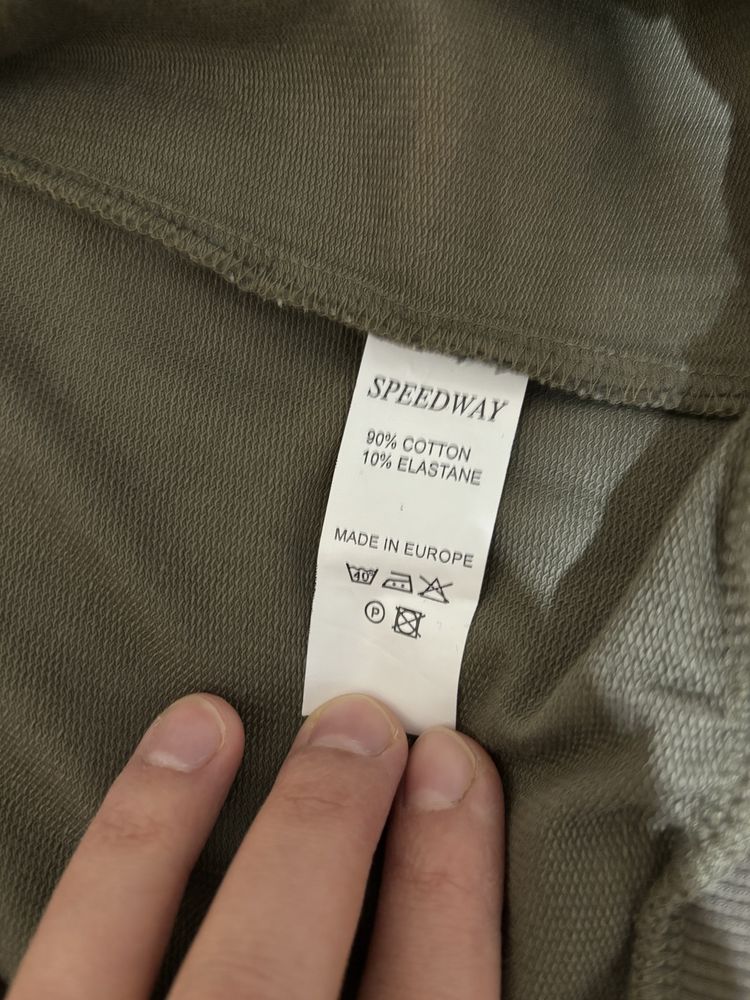 SPEEDWAY
90% COTTON
10% ELASTANE
MADE IN EUROPE
40°
P